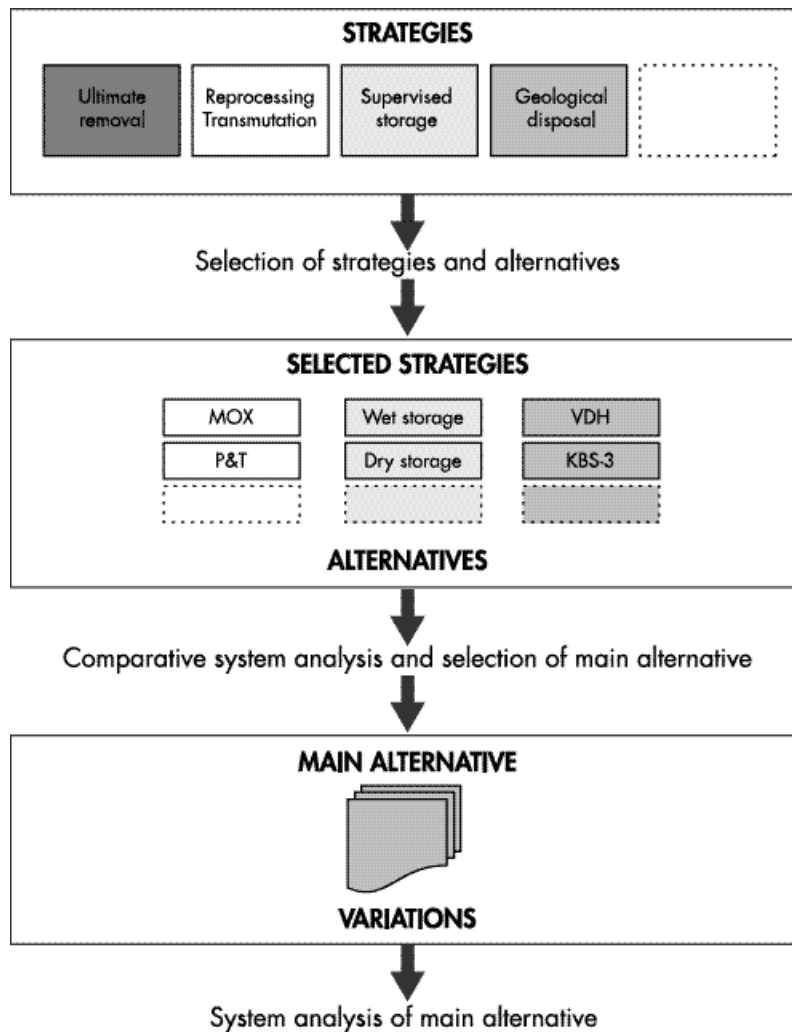 STRATEGIES
Ultimate
removal
Reprocessing
Transmutation
Supervised
storage
Geological
disposal
Selection of strategies and alternatives
SELECTED STRATEGIES
MOX
Wet storage
VDH
P&T
Dry storage
KBS-3
ALTERNATIVES
Comparative system analysis and selection of main alternative
MAIN ALTERNATIVE
VARIATIONS
System analysis of main alternative